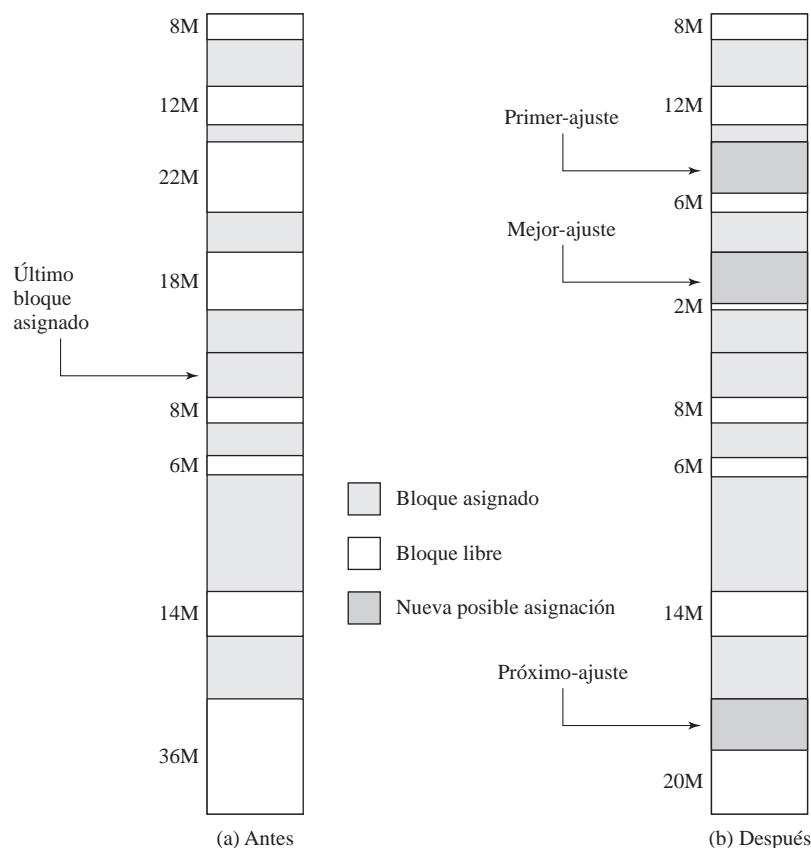 8M
12M
22M
18M
Último
bloque
asignado
8M
6M
14M
36M
(a) Antes
Bloque asignado
Bloque libre
Nueva posible asignación
8M
12M
Primer-ajuste
6M
Mejor-ajuste
2M
8M
6M
14M
Próximo-ajuste
20M
(b) Después